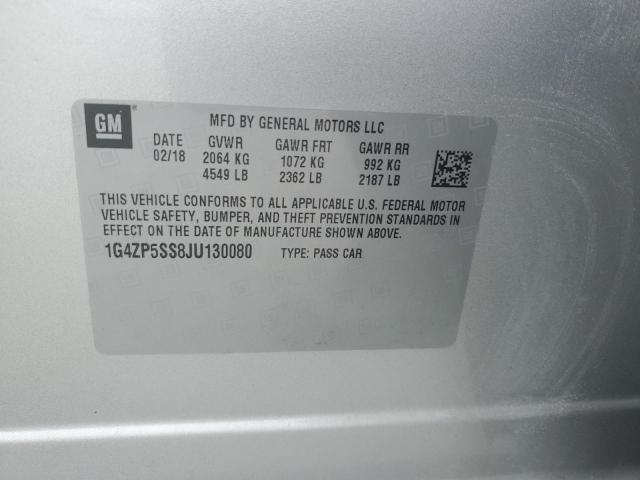 GM
MFD BY GENERAL MOTORS LLC
DATE GVWR GAWR FRT GAWR RR
02/18 2064 KG 1072 KG 992 KG
4549 LB 2362 LB 2187 LB
THIS VEHICLE CONFORMS TO ALL APPLICABLE U.S. FEDERAL MOTOR
VEHICLE SAFETY, BUMPER, AND THEFT PREVENTION STANDARDS IN
EFFECT ON THE DATE OF MANUFACTURE SHOWN ABOVE.
1G4ZP5SS8JU130080 TYPE: PASS CAR